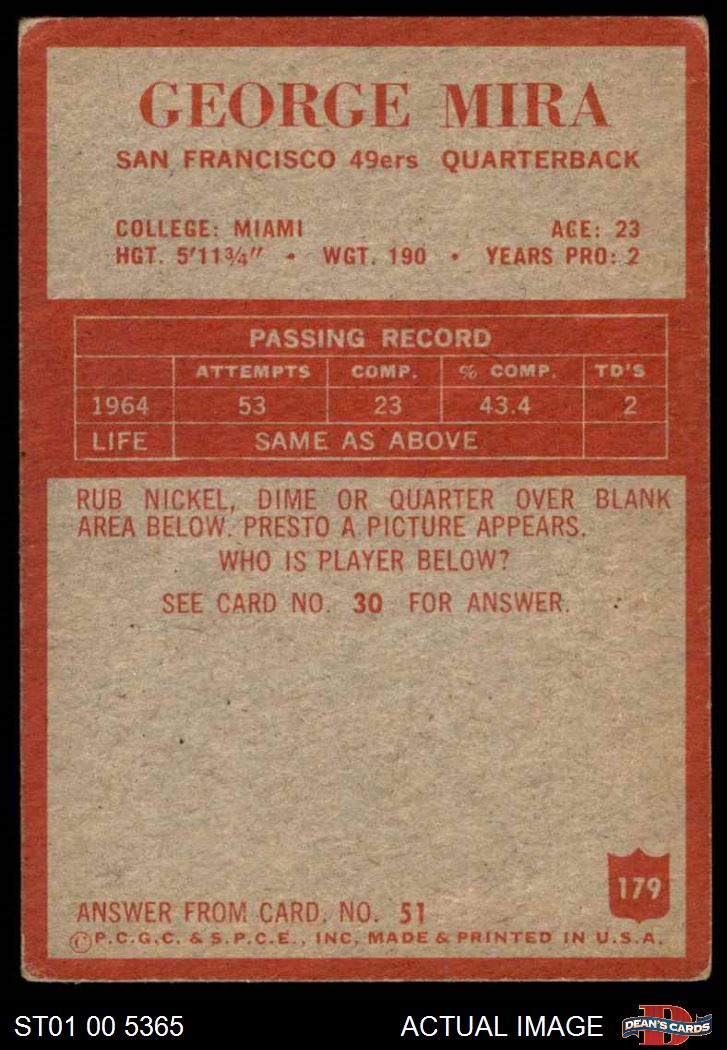 GEORGE MIRA
SAN FRANCISCO 49ers QUARTERBACK
COLLEGE: MIAMI AGE: 23
HGT. 5'11¾" • WGT. 190 • YEARS PRO: 2
PASSING RECORD
ATTEMPTS COMP. % COMP. TD'S
1964 53 23 43.4 2
LIFE SAME AS ABOVE
RUB NICKEL, DIME OR QUARTER OVER BLANK
AREA BELOW. PRESTO A PICTURE APPEARS.
WHO IS PLAYER BELOW?
SEE CARD NO. 30 FOR ANSWER.
179
ANSWER FROM CARD. NO. 51
©P.C.G.C. & S.P.C.E., INC. MADE & PRINTED IN U.S.A.
ST01 00 5365 ACTUAL IMAGE D DEAN'S CARDS